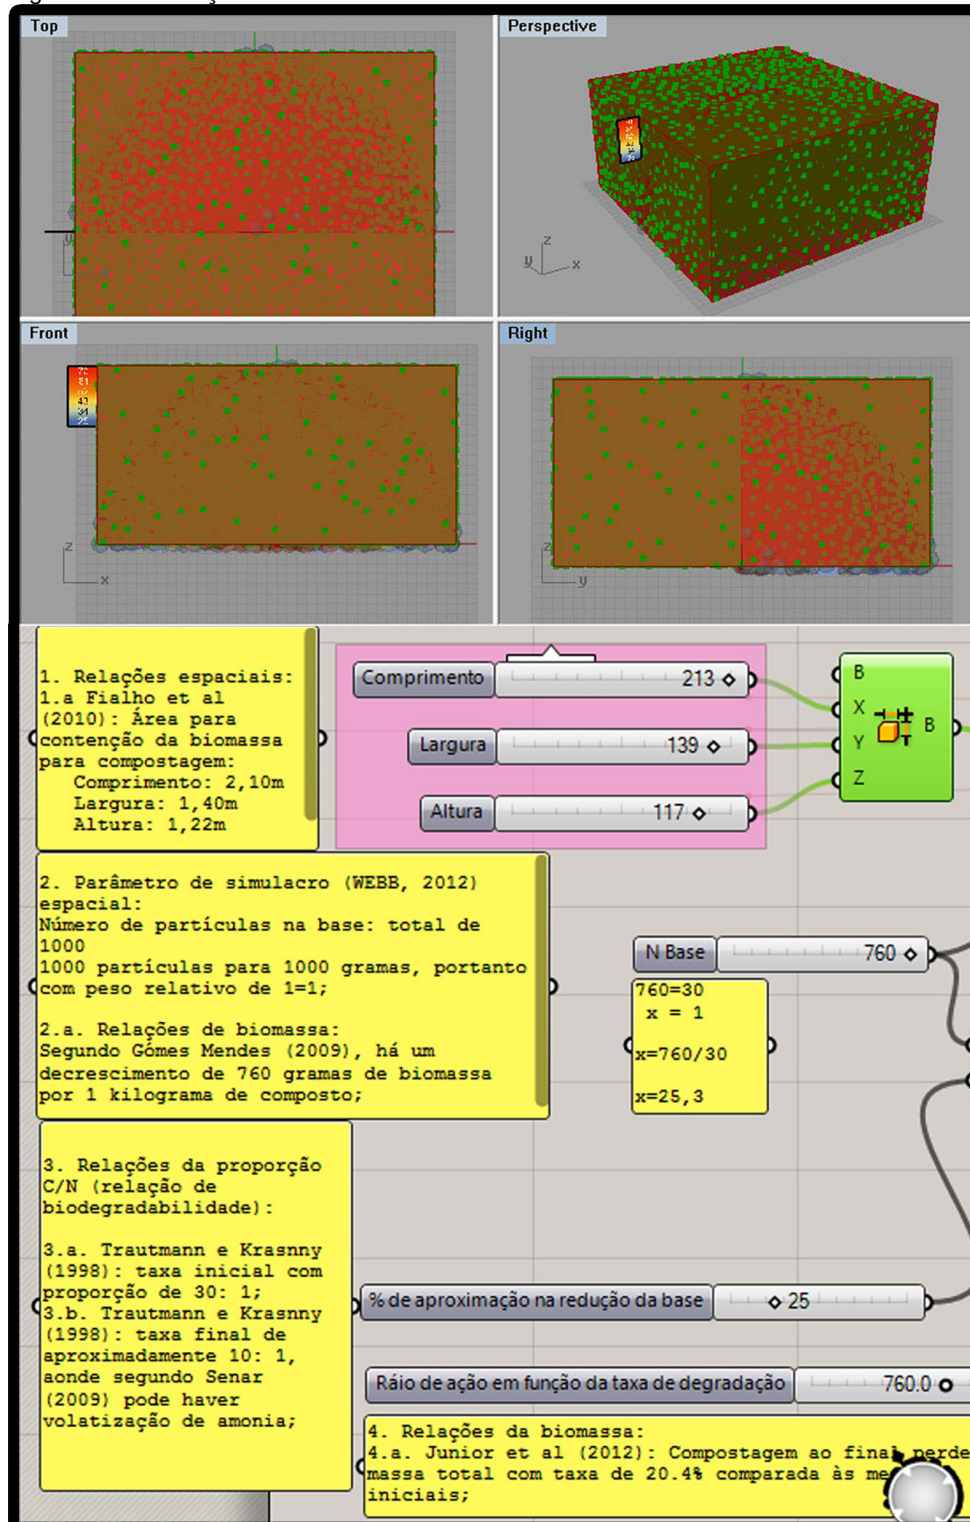 Top
Perspective
z
y
x
Front
Right
z
x
z
y
1. Relações espaciais:
1.a Fialho et al
(2010): Área para
contenção da biomassa
para compostagem:
Comprimento: 2,10m
Largura: 1,40m
Altura: 1,22m
Comprimento 213
Largura 139
Altura 117
B
X
Y
Z
B
2. Parâmetro de simulacro (WEBB, 2012)
espacial:
Número de partículas na base: total de
1000
1000 partículas para 1000 gramas, portanto
com peso relativo de 1=1;
2.a. Relações de biomassa:
Segundo Gómes Mendes (2009), há um
decrescimento de 760 gramas de biomassa
por 1 kilograma de composto;
N Base 760
760=30
x = 1
x=760/30
x=25,3
3. Relações da proporção
C/N (relação de
biodegradabilidade):
3.a. Trautmann e Krasnny
(1998): taxa inicial com
proporção de 30: 1;
3.b. Trautmann e Krasnny
(1998): taxa final de
aproximadamente 10: 1,
aonde segundo Senar
(2009) pode haver
volatização de amonia;
% de aproximação na redução da base 25
Ráio de ação em função da taxa de degradação 760.0
4. Relações da biomassa:
4.a. Junior et al (2012): Compostagem ao final perde
massa total com taxa de 20.4% comparada às
iniciais;